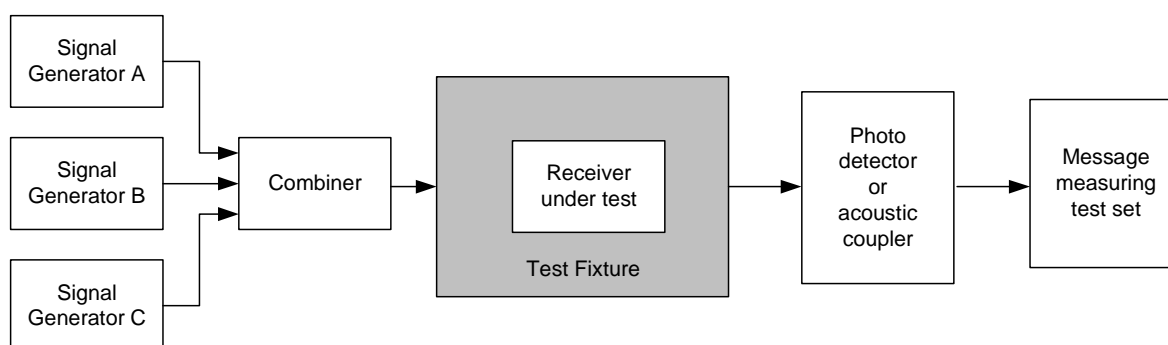 Signal
Generator A
Signal
Generator B
Signal
Generator C
Combiner
Receiver
under test
Test Fixture
Photo
detector
or
acoustic
coupler
Message
measuring
test set